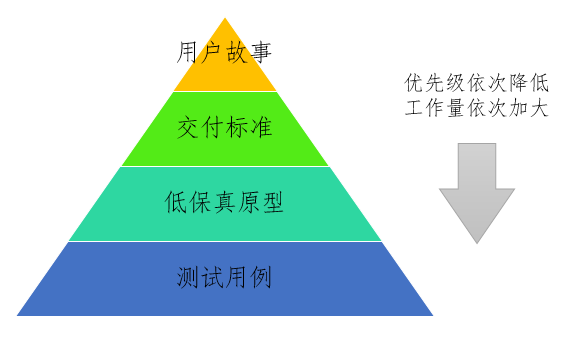 用户故事
交付标准
低保真原型
测试用例
优先级依次降低
工作量依次加大